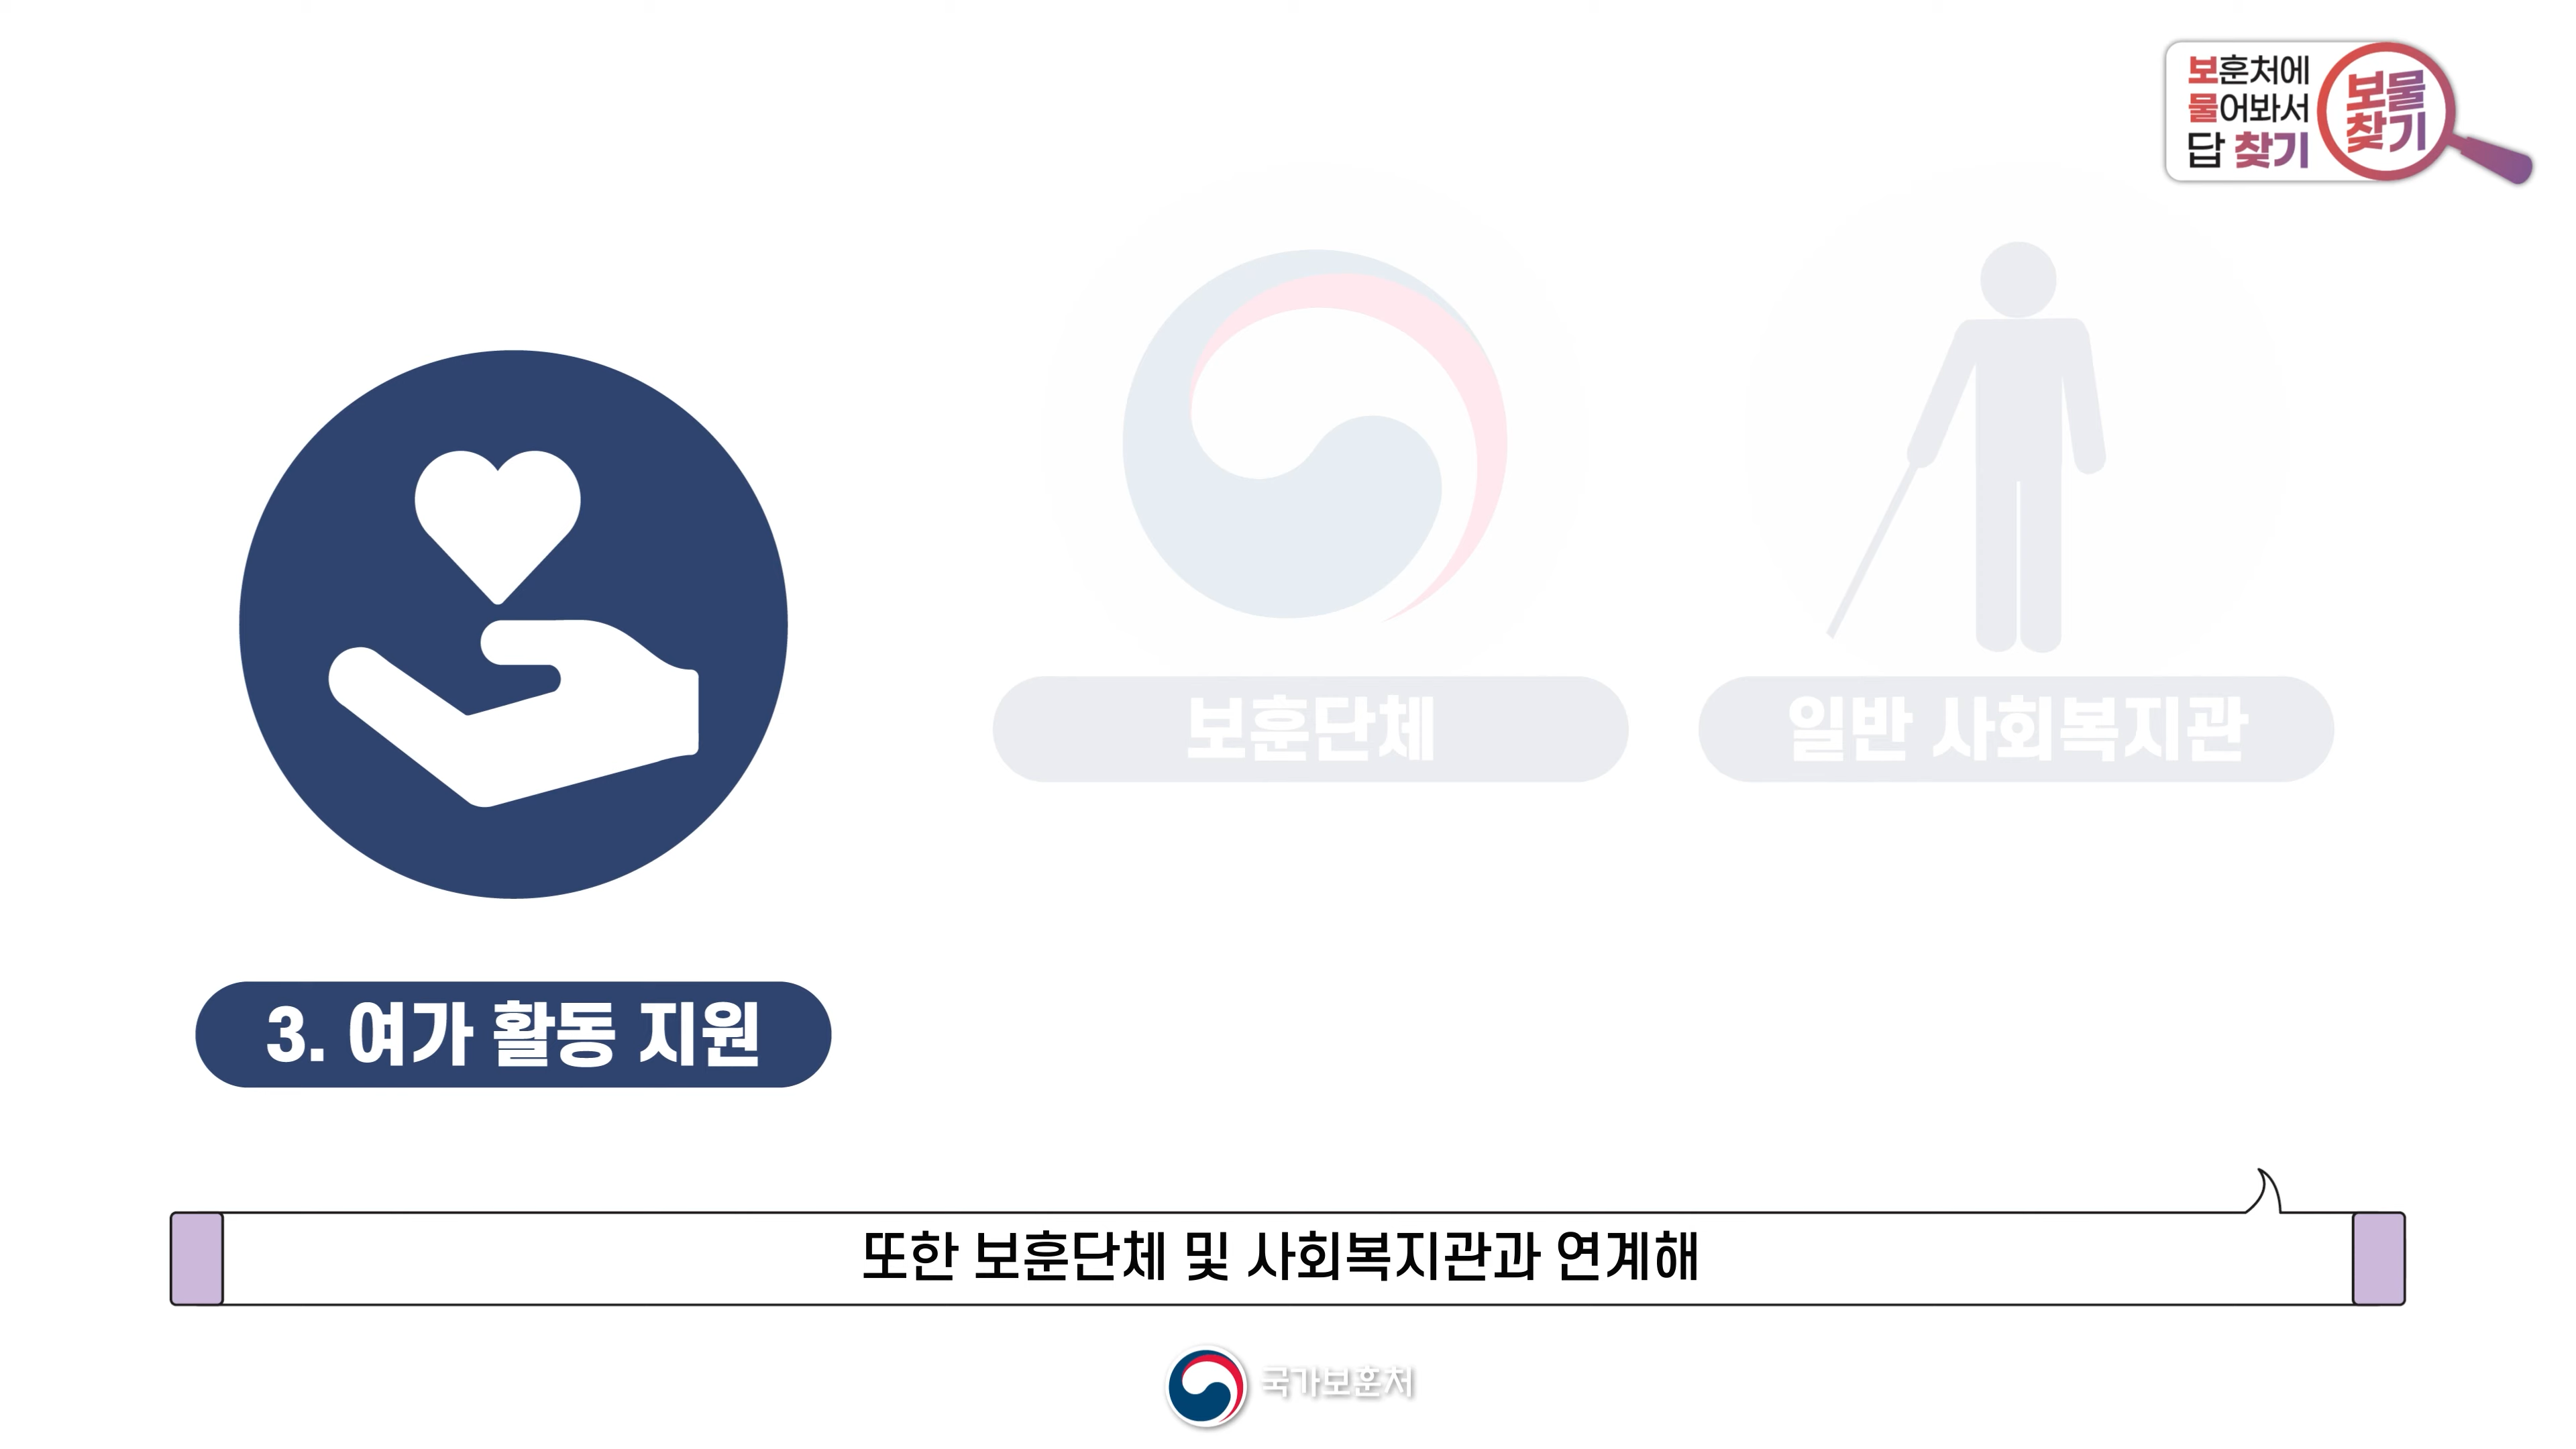 보훈처에
물어봐서
답 찾기
보물
찾기
보훈단체
일반 사회복지관
3. 여가 활동 지원
또한 보훈단체 및 사회복지관과 연계해
국가보훈처